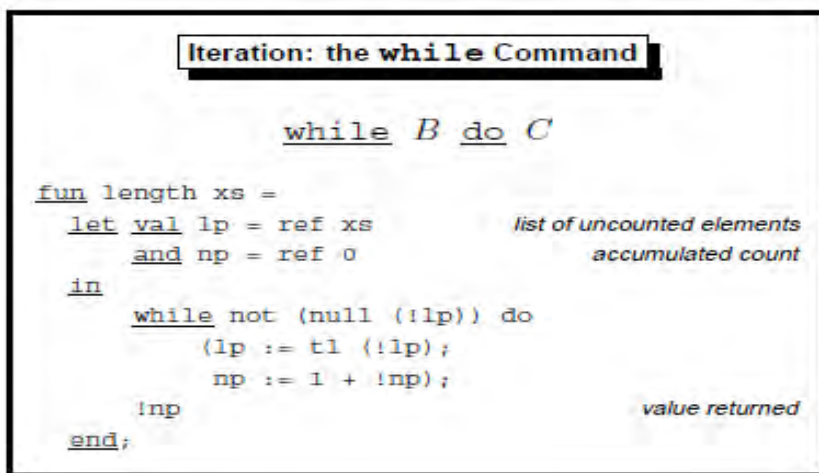 Iteration: the while Command
while B do C
fun length xs =
let val lp = ref xs list of uncounted elements
and np = ref 0 accumulated count
in
while not (null (!lp)) do
(lp := tl (!lp);
np := 1 + !np);
!np value returned
end;